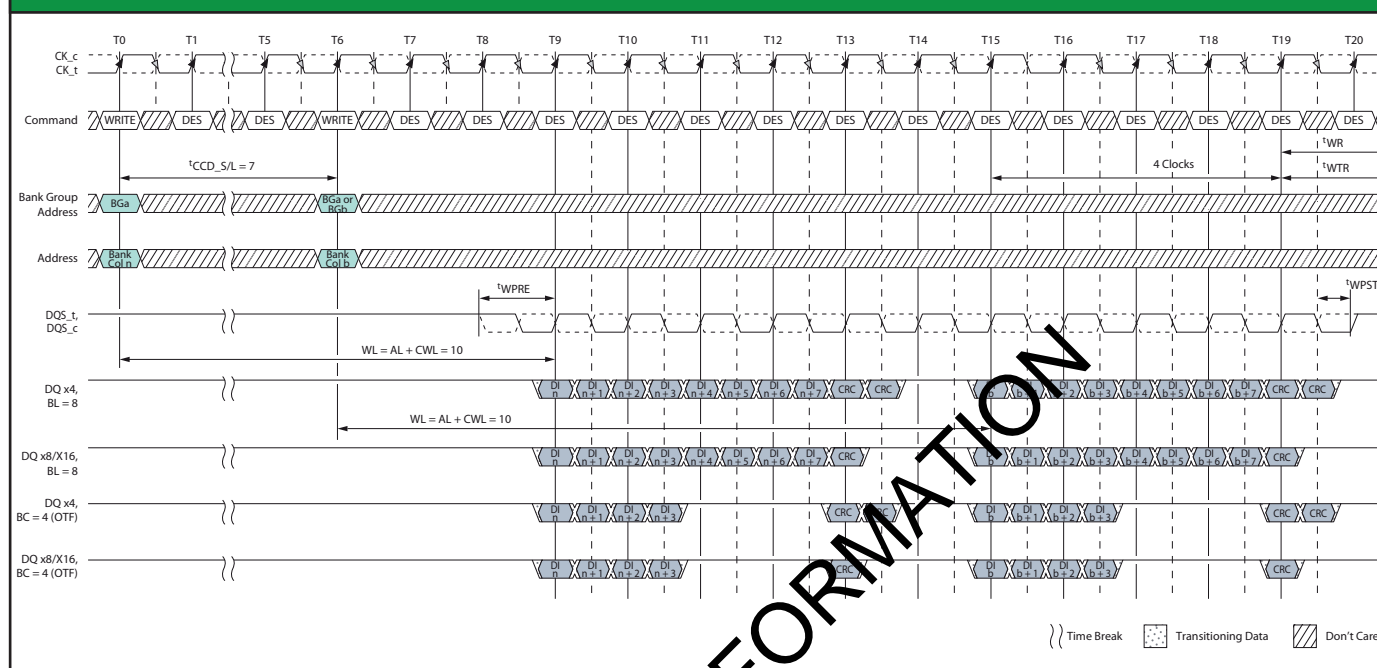 T0 T1 T5 T6 T7 T8 T9 T10 T11 T12 T13 T14 T15 T16 T17 T18 T19 T20
CK_c
CK_t
Command WRITE DES DES WRITE DES DES DES DES DES DES DES DES DES DES DES DES DES DES
tWR
tCCD_S/L = 7
4 Clocks
tWTR
Bank Group
Address
BGa
BGa or
BGb
Address
Bank
Col n
Bank
Col b
tWPRE
tWPST
DQS_t,
DQS_c
WL = AL + CWL = 10
DQ x4,
BL = 8
DI DI DI DI DI DI DI DI CRC CRC DI DI DI DI DI DI DI CRC CRC
n n + 1 n + 2 n + 3 n + 4 n + 5 n + 6 n + 7 b b + 1 b + 2 b + 3 b + 4 b + 5 b + 6 b + 7
WL = AL + CWL = 10
DQ x8/X16,
BL = 8
DI DI DI DI DI DI DI DI CRC DI DI DI DI DI DI DI DI CRC
n n + 1 n + 2 n + 3 n + 4 n + 5 n + 6 n + 7 b b + 1 b + 2 b + 3 b + 4 b + 5 b + 6 b + 7
DQ x4,
BC = 4 (OTF)
DI DI DI DI CRC CRC DI DI DI DI CRC CRC
n n + 1 n + 2 n + 3 b b + 1 b + 2 b + 3
DQ x8/X16,
BC = 4 (OTF)
DI DI DI DI CRC DI DI DI DI CRC
n n + 1 n + 2 n + 3 b b + 1 b + 2 b + 3
FORMATION
Time Break Transitioning Data Don't Care